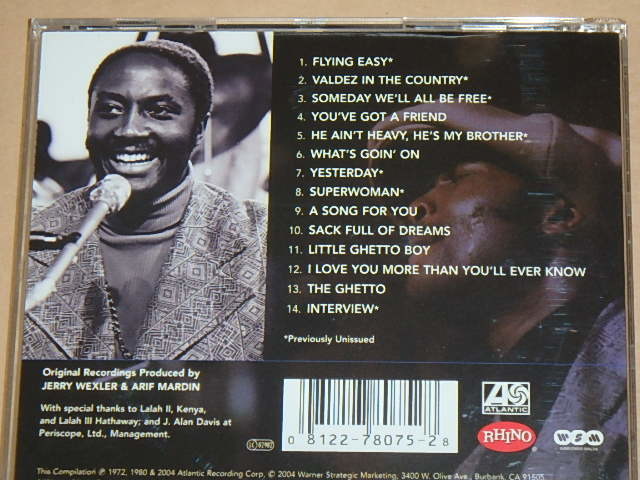 1. FLYING EASY*
2. VALDEZ IN THE COUNTRY*
3. SOMEDAY WE'LL ALL BE FREE*
4. YOU'VE GOT A FRIEND
5. HE AIN'T HEAVY, HE'S MY BROTHER*
6. WHAT'S GOIN' ON
7. YESTERDAY*
8. SUPERWOMAN*
9. A SONG FOR YOU
10. SACK FULL OF DREAMS
11. LITTLE GHETTO BOY
12. I LOVE YOU MORE THAN YOU'LL EVER KNOW
13. THE GHETTO
14. INTERVIEW*
*Previously Unissued
Original Recordings Produced by
JERRY WEXLER & ARIF MARDIN
With special thanks to Lalah II, Kenya,
and Lalah III Hathaway; and J. Alan Davis at
Periscope, Ltd., Management.
LC 02982
0 8122-78075-2 8
ATLANTIC
RHINO
WSM
This Compilation ℗ 1972, 1980 & 2004 Atlantic Recording Corp, © 2004 Warner Strategic Marketing, 3400 W. Olive Ave., Burbank, CA 91505